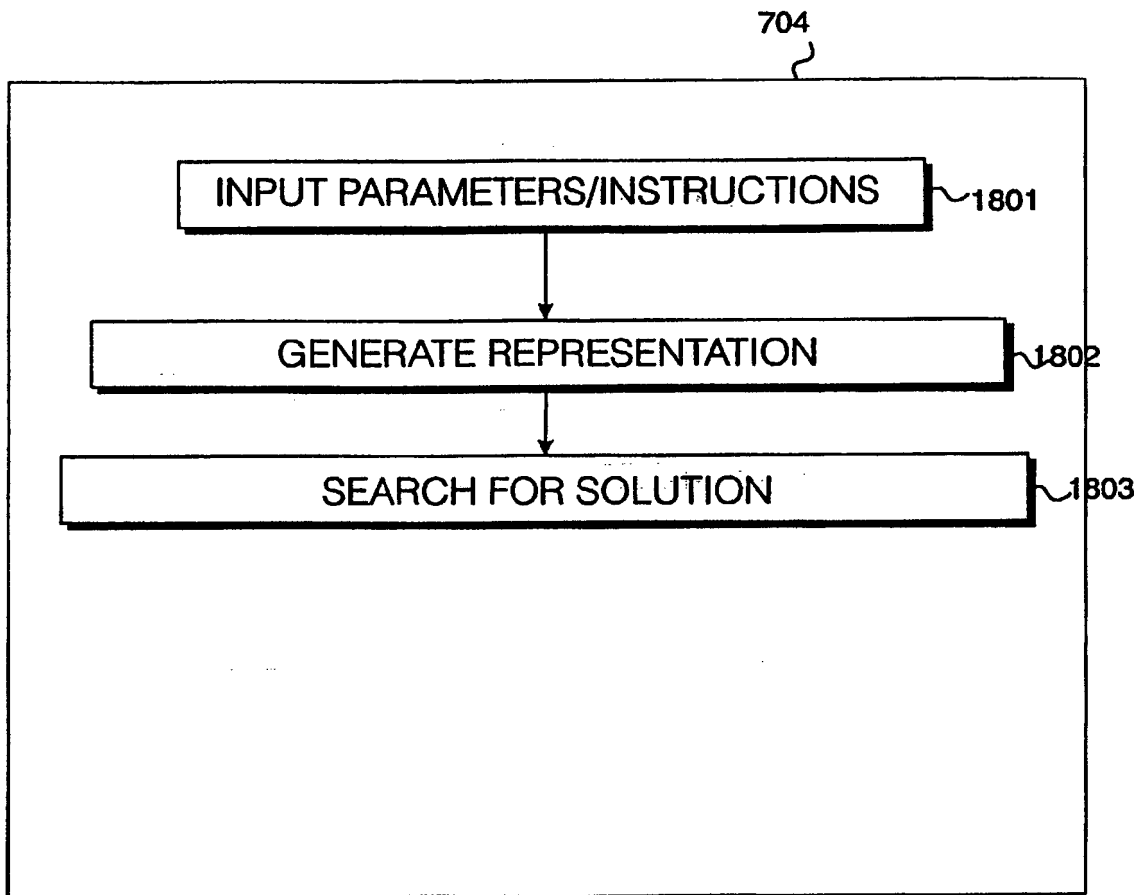 704
INPUT PARAMETERS/INSTRUCTIONS
1801
GENERATE REPRESENTATION
1802
SEARCH FOR SOLUTION
1803